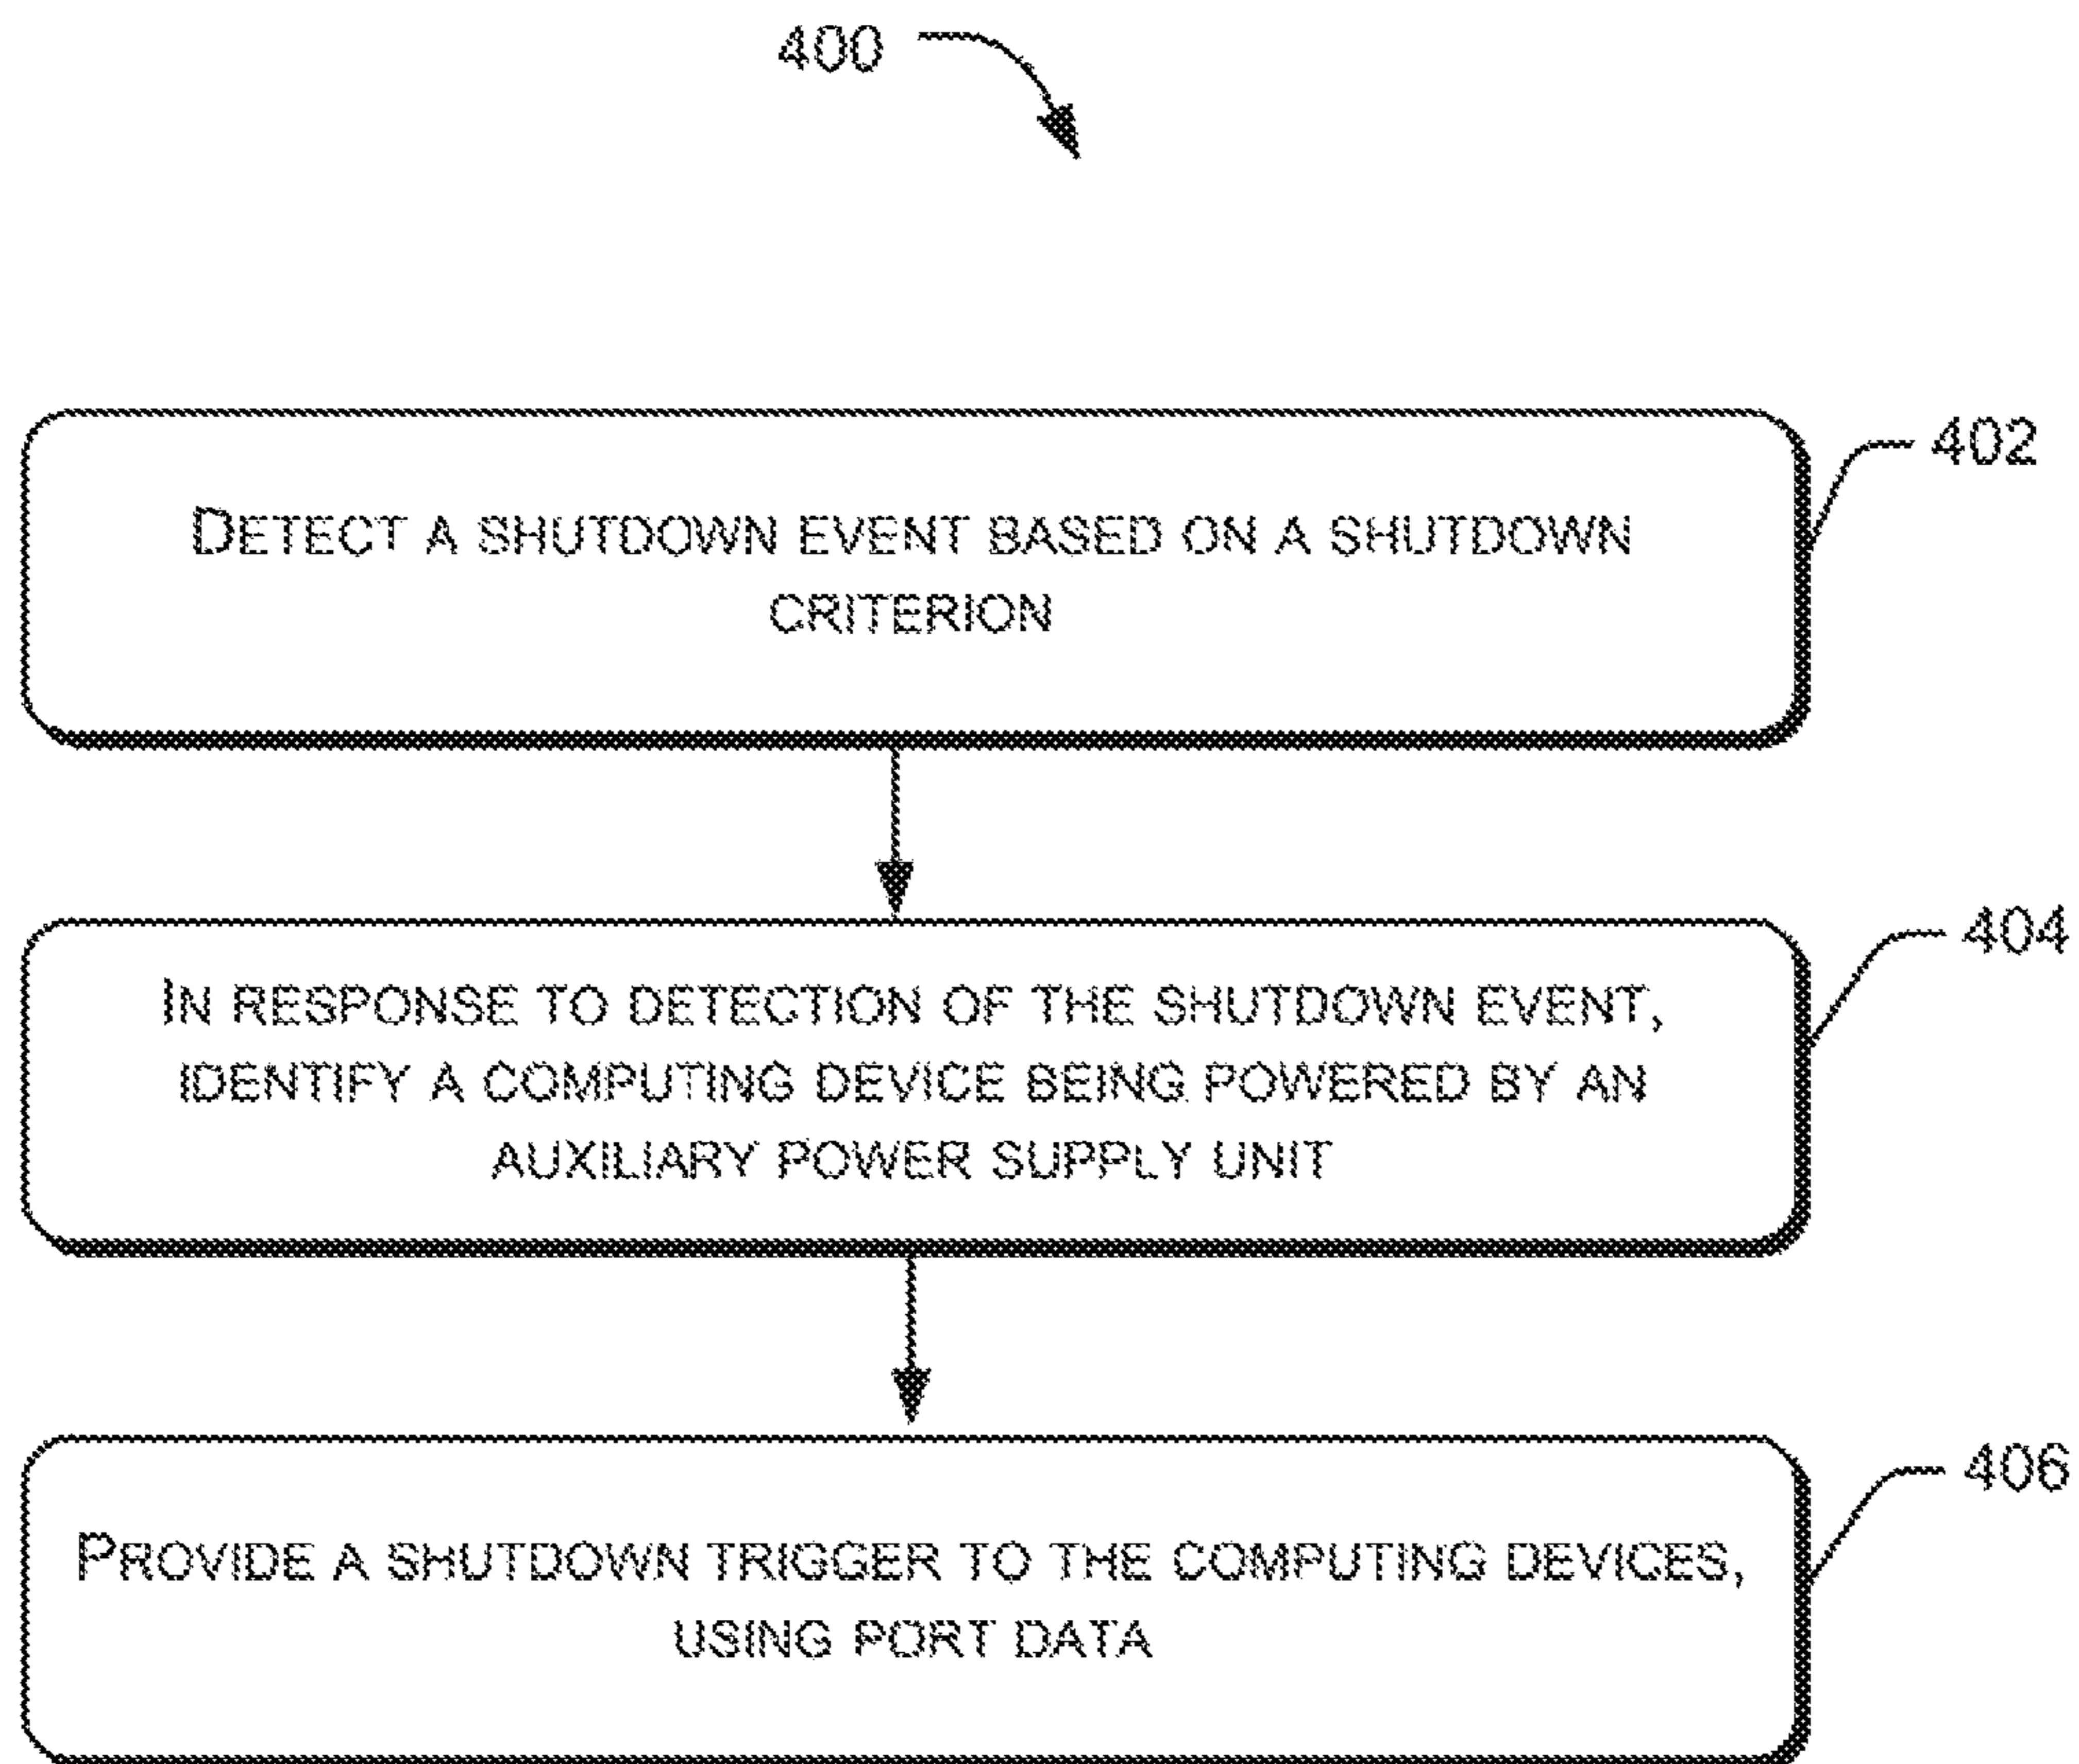 400
402
DETECT A SHUTDOWN EVENT BASED ON A SHUTDOWN
CRITERION
404
IN RESPONSE TO DETECTION OF THE SHUTDOWN EVENT,
IDENTIFY A COMPUTING DEVICE BEING POWERED BY AN
AUXILIARY POWER SUPPLY UNIT
406
PROVIDE A SHUTDOWN TRIGGER TO THE COMPUTING DEVICES,
USING PORT DATA